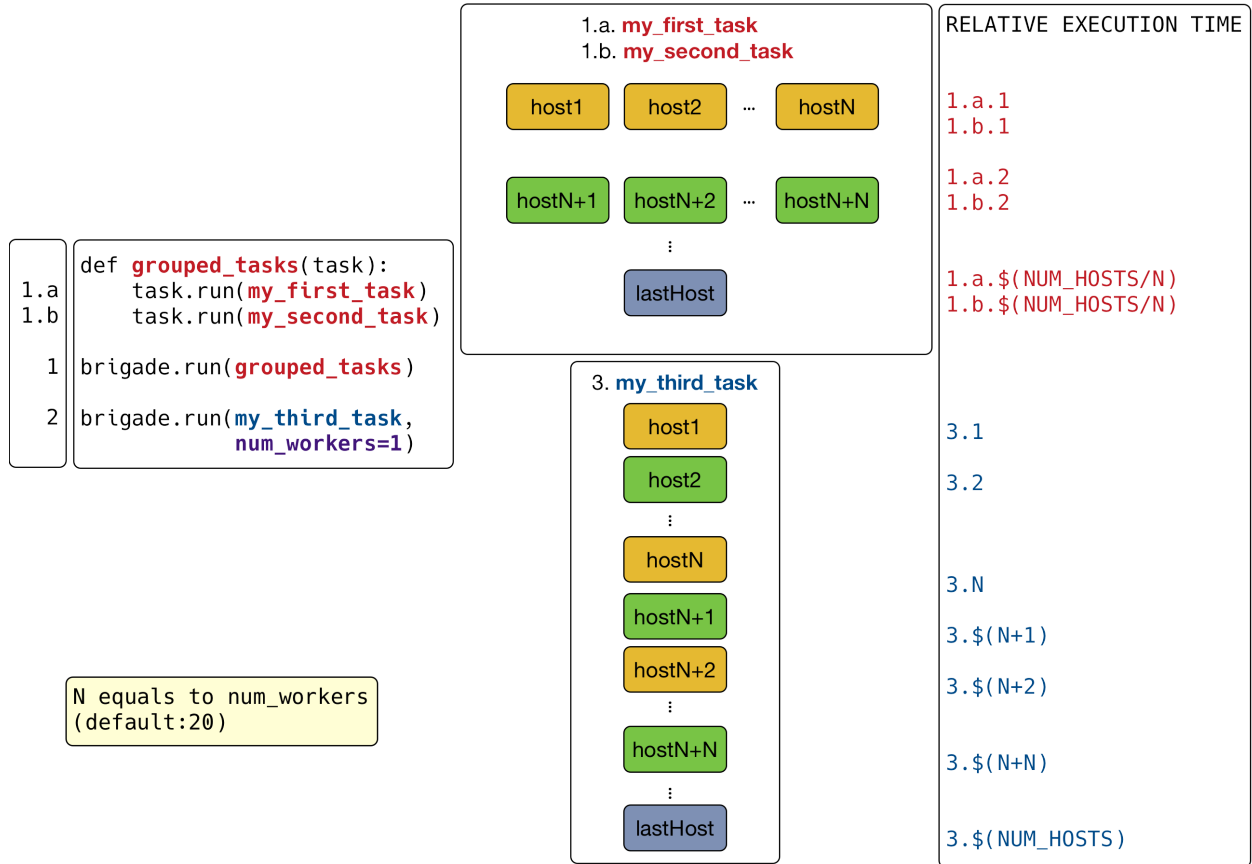 1.a. my_first_task
1.b. my_second_task
host1 host2 ... hostN
hostN+1 hostN+2 ... hostN+N
...
lastHost
RELATIVE EXECUTION TIME
1.a.1
1.b.1
1.a.2
1.b.2
1.a.$(NUM_HOSTS/N)
1.b.$(NUM_HOSTS/N)
def grouped_tasks(task):
1.a task.run(my_first_task)
1.b task.run(my_second_task)
1 brigade.run(grouped_tasks)
2 brigade.run(my_third_task,
num_workers=1)
3. my_third_task
host1
host2
...
hostN
hostN+1
hostN+2
...
hostN+N
...
lastHost
3.1
3.2
3.N
3.$(N+1)
3.$(N+2)
3.$(N+N)
3.$(NUM_HOSTS)
N equals to num_workers
(default:20)